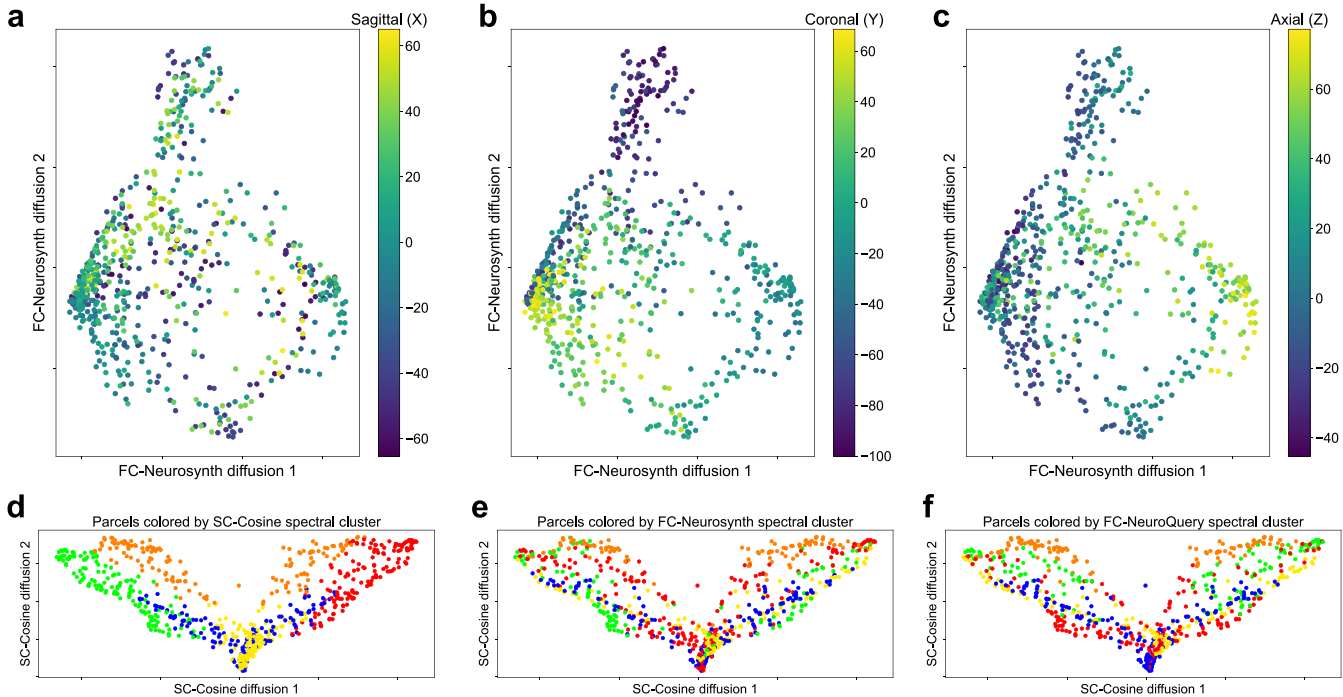 a
Sagittal (X)
60
40
20
0
−20
−40
−60
FC-Neurosynth diffusion 2
FC-Neurosynth diffusion 1
b
Coronal (Y)
60
40
20
0
−20
−40
−60
−80
−100
FC-Neurosynth diffusion 2
FC-Neurosynth diffusion 1
c
Axial (Z)
60
40
20
0
−20
−40
FC-Neurosynth diffusion 2
FC-Neurosynth diffusion 1
d
Parcels colored by SC-Cosine spectral cluster
SC-Cosine diffusion 2
SC-Cosine diffusion 1
e
Parcels colored by FC-Neurosynth spectral cluster
SC-Cosine diffusion 2
SC-Cosine diffusion 1
f
Parcels colored by FC-NeuroQuery spectral cluster
SC-Cosine diffusion 2
SC-Cosine diffusion 1